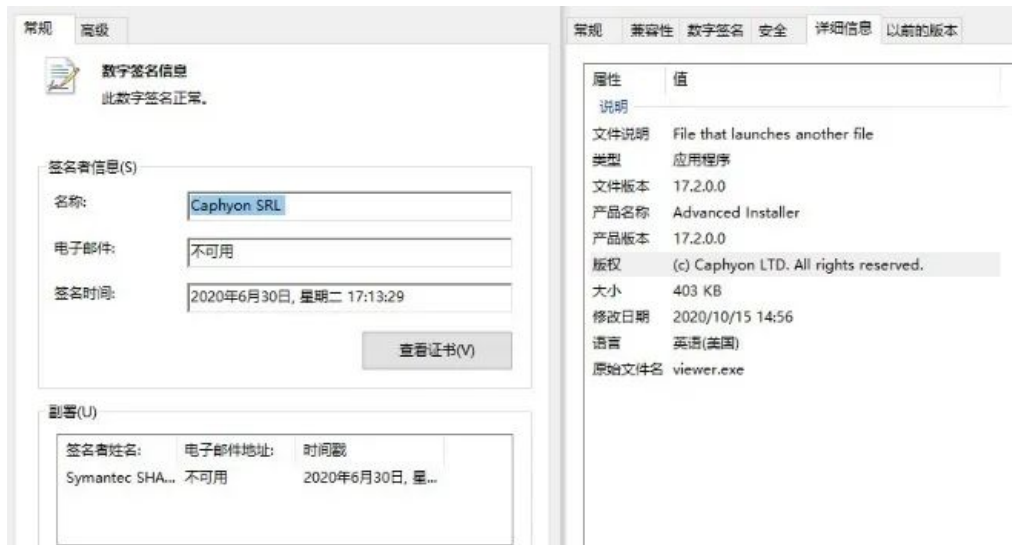 常规 高级
数字签名信息
此数字签名正常。
签名者信息(S)
名称: Caphyon SRL
电子邮件: 不可用
签名时间: 2020年6月30日, 星期二 17:13:29
查看证书(V)
副署(U)
签名者姓名: 电子邮件地址: 时间戳
Symantec SHA... 不可用 2020年6月30日, 星...
常规 兼容性 数字签名 安全 详细信息 以前的版本
属性 值
说明
文件说明 File that launches another file
类型 应用程序
文件版本 17.2.0.0
产品名称 Advanced Installer
产品版本 17.2.0.0
版权 (c) Caphyon LTD. All rights reserved.
大小 403 KB
修改日期 2020/10/15 14:56
语言 英语(美国)
原始文件名 viewer.exe